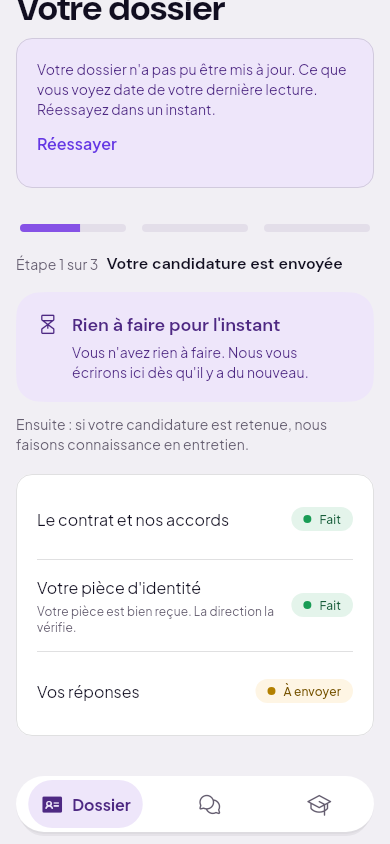 Votre dossier
Votre dossier n'a pas pu être mis à jour. Ce que
vous voyez date de votre dernière lecture.
Réessayez dans un instant.
Réessayer
Étape 1 sur 3 Votre candidature est envoyée
Rien à faire pour l'instant
Vous n'avez rien à faire. Nous vous
écrirons ici dès qu'il y a du nouveau.
Ensuite : si votre candidature est retenue, nous
faisons connaissance en entretien.
Le contrat et nos accords
Fait
Votre pièce d'identité
Votre pièce est bien reçue. La direction la
vérifie.
Fait
Vos réponses
À envoyer
Dossier